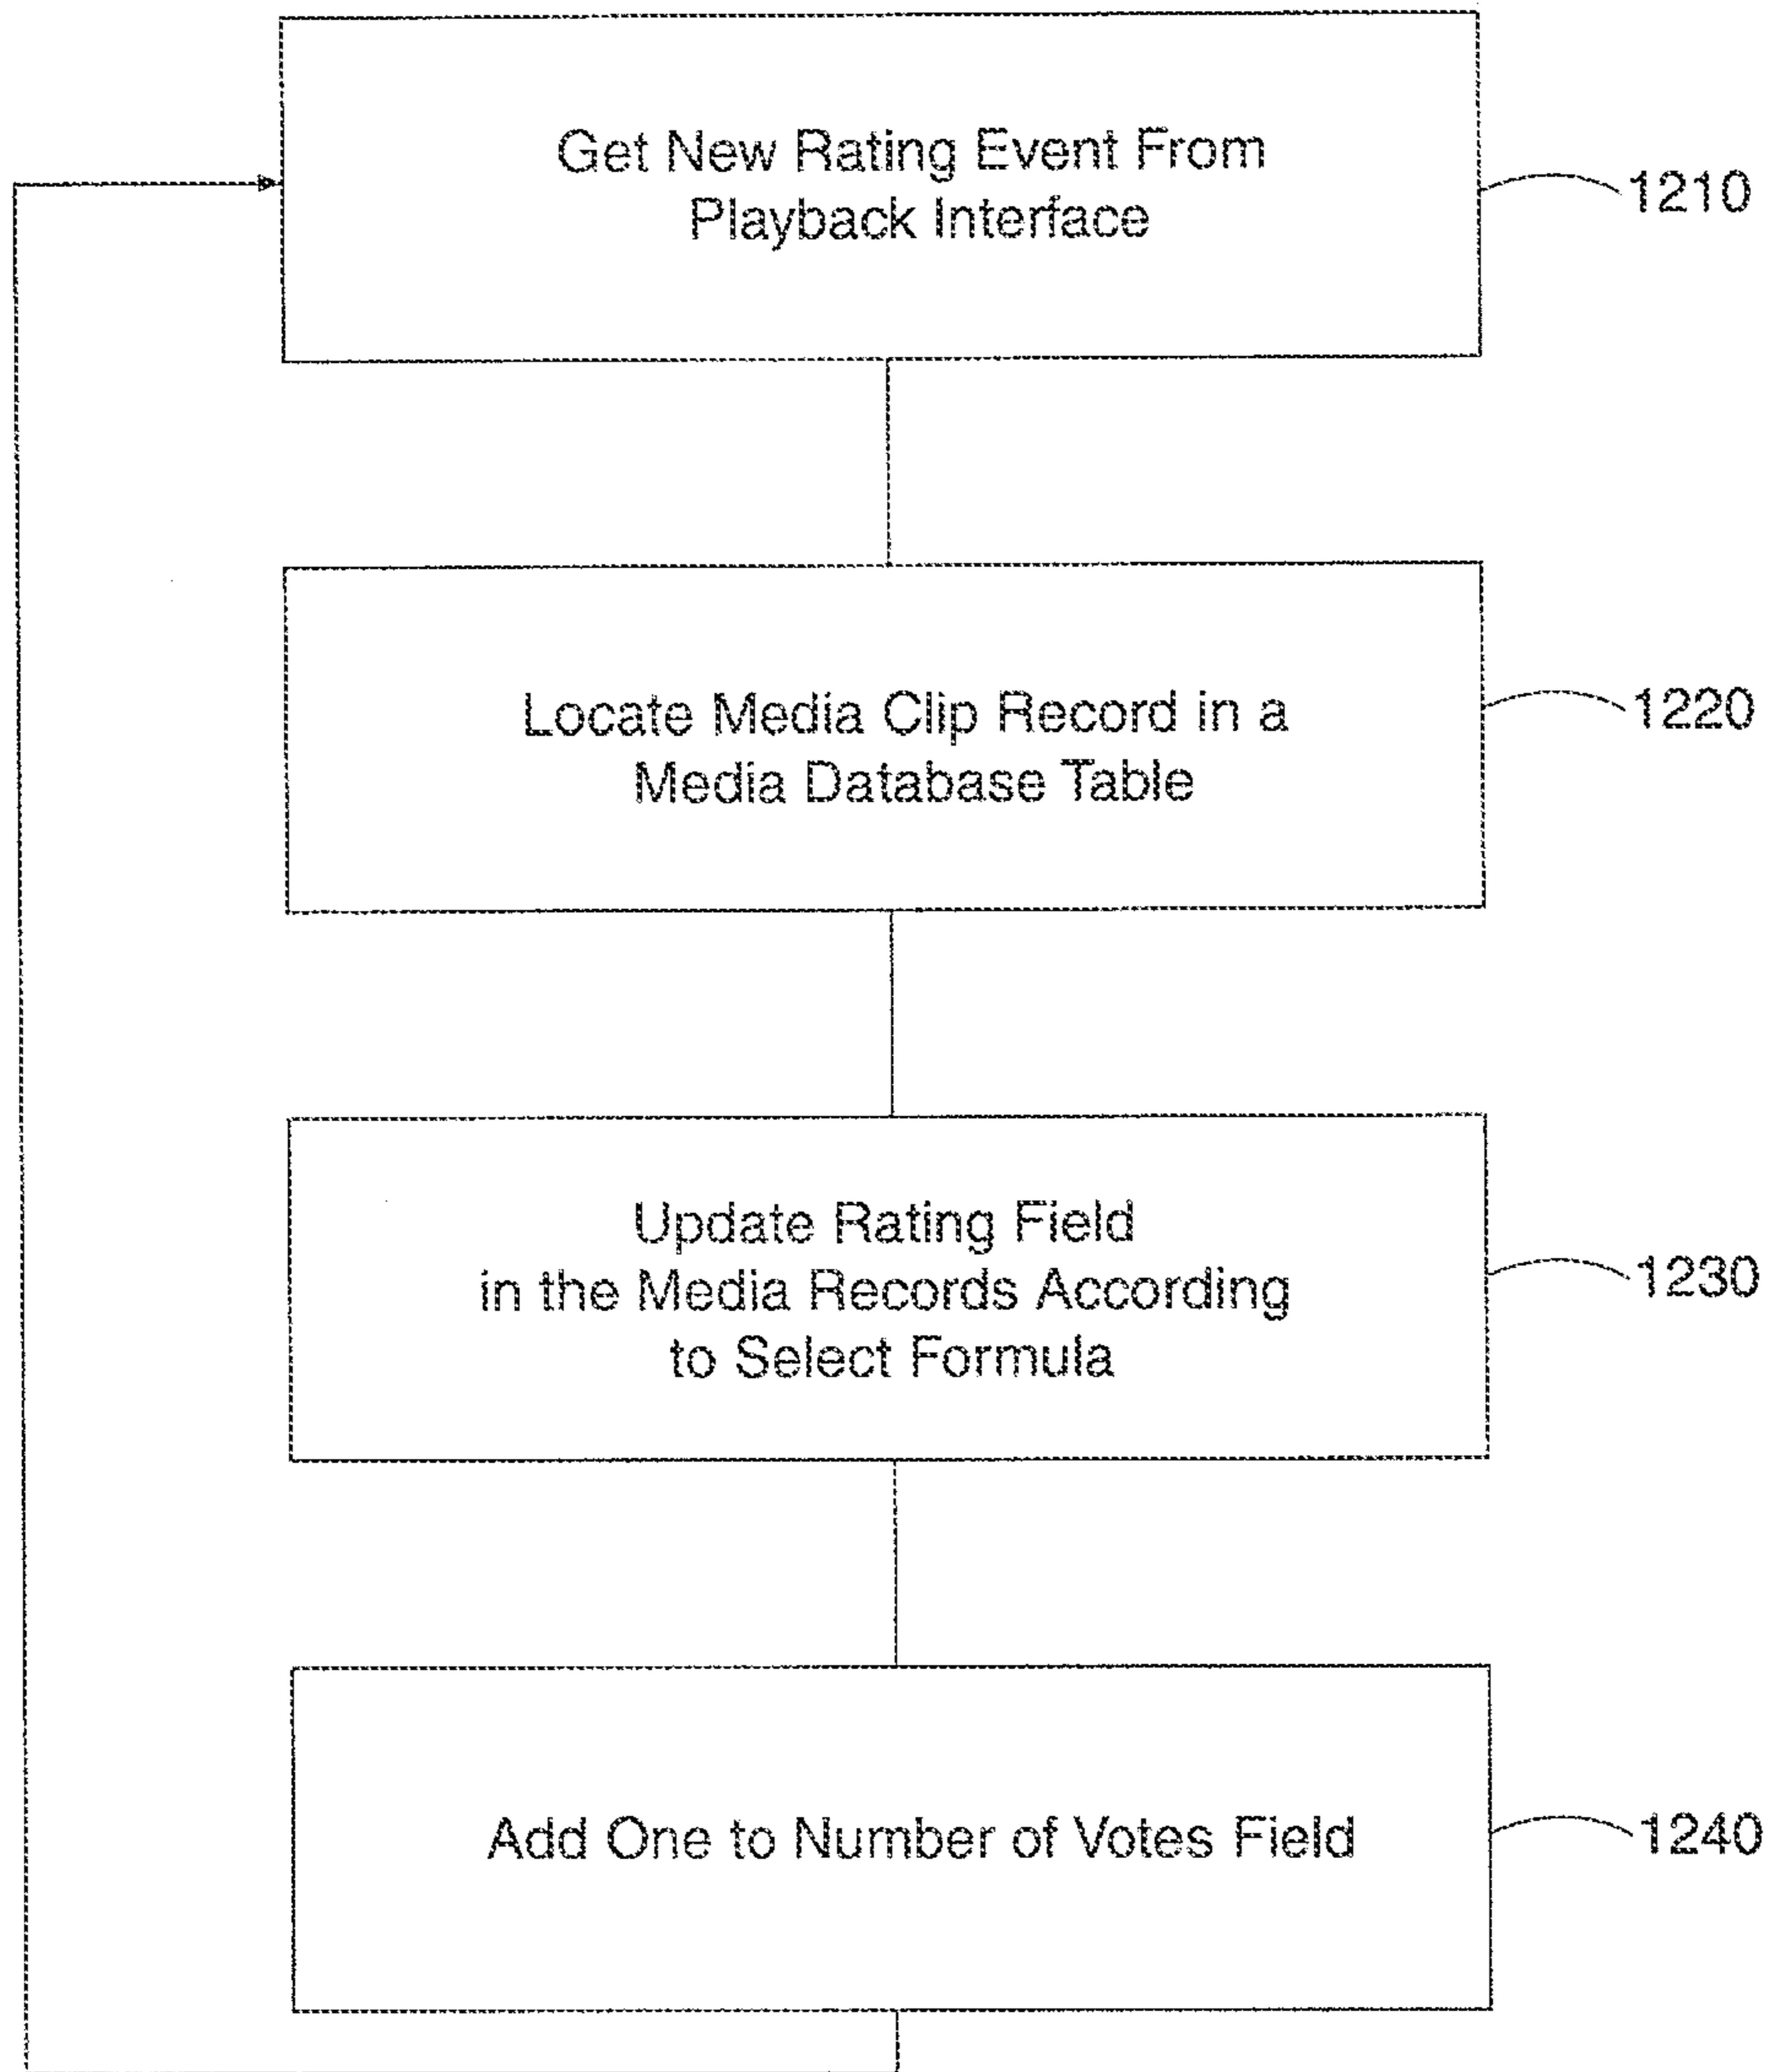 Get New Rating Event From
Playback Interface
1210
Locate Media Clip Record in a
Media Database Table
1220
Update Rating Field
in the Media Records According
to Select Formula
1230
Add One to Number of Votes Field
1240